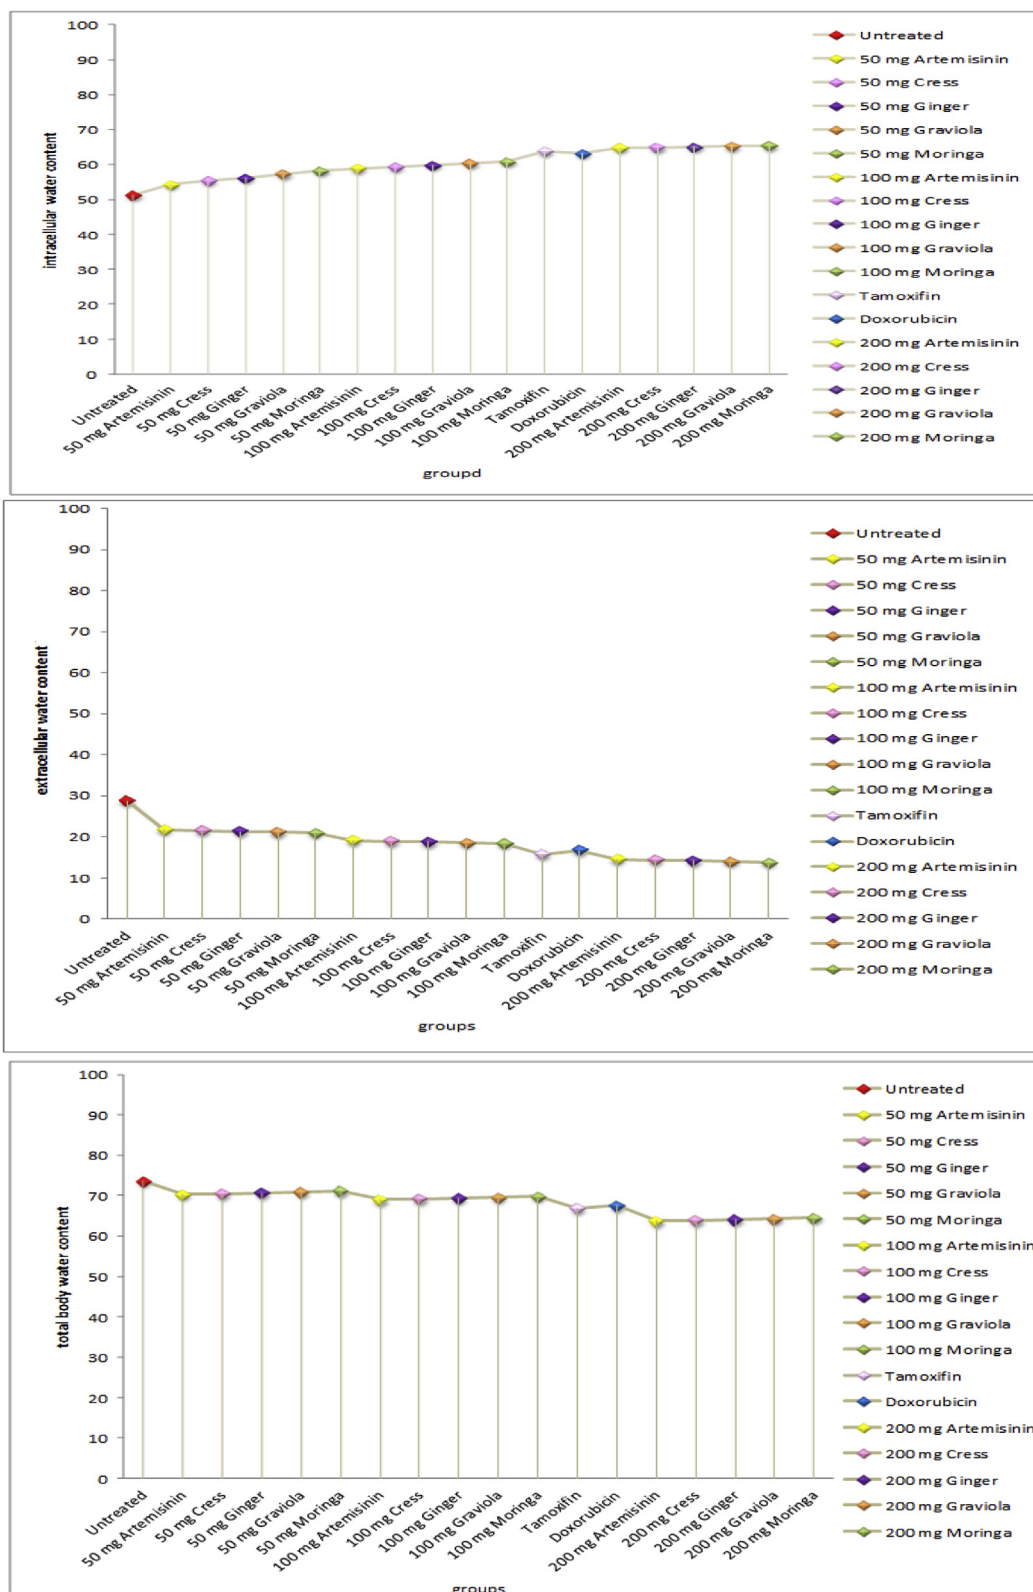 intracellular water content
100
90
80
70
60
50
40
30
20
10
0
Untreated
50 mg Artemisinin
50 mg Cress
50 mg Ginger
50 mg Graviola
50 mg Moringa
100 mg Artemisinin
100 mg Cress
100 mg Ginger
100 mg Graviola
100 mg Moringa
Tamoxifin
Doxorubicin
200 mg Artemisinin
200 mg Cress
200 mg Ginger
200 mg Graviola
200 mg Moringa
groupd
Untreated
50 mg Artemisinin
50 mg Cress
50 mg Ginger
50 mg Graviola
50 mg Moringa
100 mg Artemisinin
100 mg Cress
100 mg Ginger
100 mg Graviola
100 mg Moringa
Tamoxifin
Doxorubicin
200 mg Artemisinin
200 mg Cress
200 mg Ginger
200 mg Graviola
200 mg Moringa
extracellular water content
100
90
80
70
60
50
40
30
20
10
0
Untreated
50 mg Artemisinin
50 mg Cress
50 mg Ginger
50 mg Graviola
50 mg Moringa
100 mg Artemisinin
100 mg Cress
100 mg Ginger
100 mg Graviola
100 mg Moringa
Tamoxifin
Doxorubicin
200 mg Artemisinin
200 mg Cress
200 mg Ginger
200 mg Graviola
200 mg Moringa
groups
Untreated
50 mg Artemisinin
50 mg Cress
50 mg Ginger
50 mg Graviola
50 mg Moringa
100 mg Artemisinin
100 mg Cress
100 mg Ginger
100 mg Graviola
100 mg Moringa
Tamoxifin
Doxorubicin
200 mg Artemisinin
200 mg Cress
200 mg Ginger
200 mg Graviola
200 mg Moringa
total body water content
100
90
80
70
60
50
40
30
20
10
0
Untreated
50 mg Artemisinin
50 mg Cress
50 mg Ginger
50 mg Graviola
50 mg Moringa
100 mg Artemisinin
100 mg Cress
100 mg Ginger
100 mg Graviola
100 mg Moringa
Tamoxifin
Doxorubicin
200 mg Artemisinin
200 mg Cress
200 mg Ginger
200 mg Graviola
200 mg Moringa
groups
Untreated
50 mg Artemisinin
50 mg Cress
50 mg Ginger
50 mg Graviola
50 mg Moringa
100 mg Artemisinin
100 mg Cress
100 mg Ginger
100 mg Graviola
100 mg Moringa
Tamoxifin
Doxorubicin
200 mg Artemisinin
200 mg Cress
200 mg Ginger
200 mg Graviola
200 mg Moringa